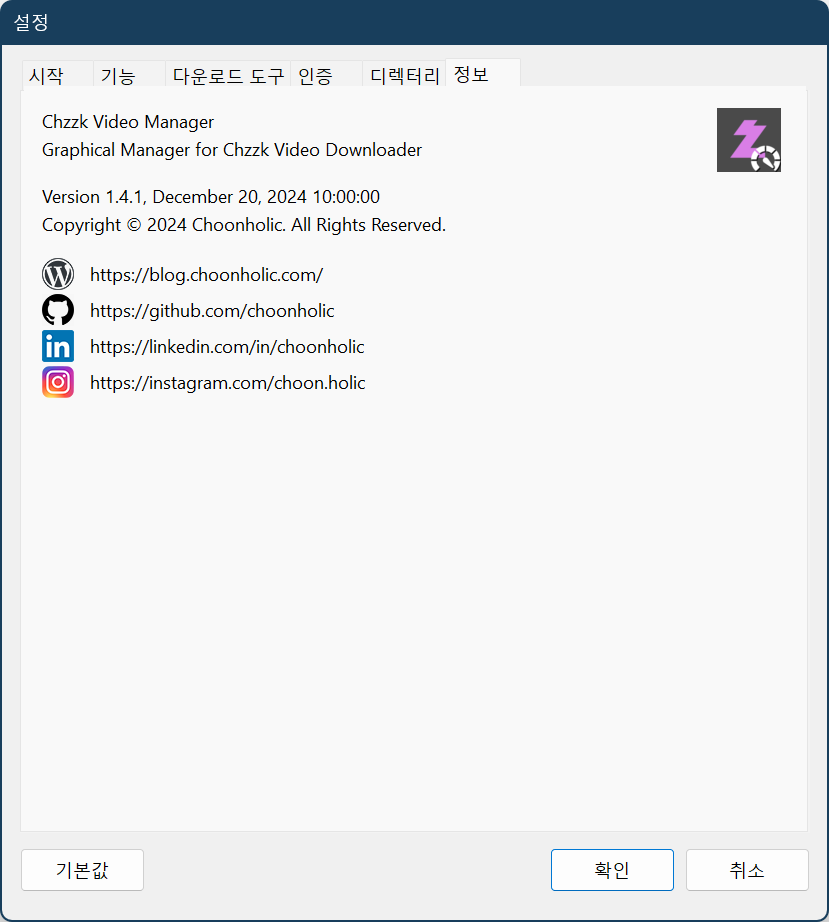 설정
시작 기능 다운로드 도구 인증 디렉터리 정보
Chzzk Video Manager
Graphical Manager for Chzzk Video Downloader
Version 1.4.1, December 20, 2024 10:00:00
Copyright © 2024 Choonholic. All Rights Reserved.
https://blog.choonholic.com/
https://github.com/choonholic
https://linkedin.com/in/choonholic
https://instagram.com/choon.holic
기본값 확인 취소